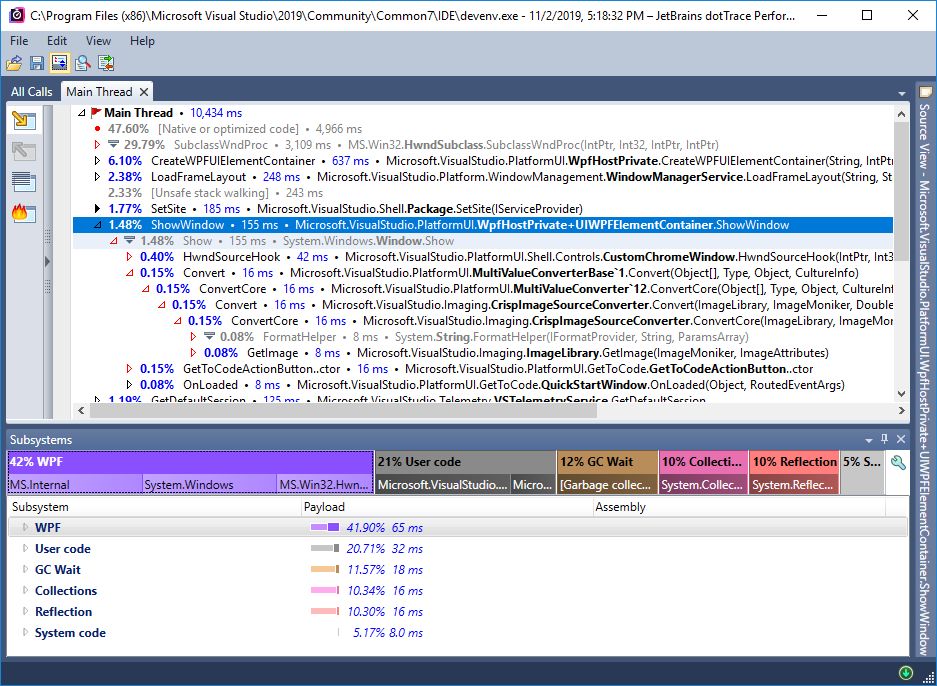 C:\Program Files (x86)\Microsoft Visual Studio\2019\Community\Common7\IDE\devenv.exe - 11/2/2019, 5:18:32 PM – JetBrains dotTrace Perfor...
File Edit View Help
All Calls Main Thread
Main Thread • 10,434 ms
47.60% [Native or optimized code] • 4,966 ms
29.79% SubclassWndProc • 3,109 ms • MS.Win32.HwndSubclass.SubclassWndProc(IntPtr, Int32, IntPtr, IntPtr)
6.10% CreateWPFUIElementContainer • 637 ms • Microsoft.VisualStudio.PlatformUI.WpfHostPrivate.CreateWPFUIElementContainer(String, IntPt
2.38% LoadFrameLayout • 248 ms • Microsoft.VisualStudio.PlatformUI.WindowManagement.WindowManagerService.LoadFrameLayout(String, St
2.33% [Unsafe stack walking] • 243 ms
1.77% SetSite • 185 ms • Microsoft.VisualStudio.Shell.Package.SetSite(IServiceProvider)
1.48% ShowWindow • 155 ms • Microsoft.VisualStudio.PlatformUI.WpfHostPrivate+UIWPFElementContainer.ShowWindow
1.48% Show • 155 ms • System.Windows.Window.Show
0.40% HwndSourceHook • 42 ms • Microsoft.VisualStudio.PlatformUI.Shell.Controls.CustomChromeWindow.HwndSourceHook(IntPtr, Int3
0.15% Convert • 16 ms • Microsoft.VisualStudio.PlatformUI.MultiValueConverterBase`1.Convert(Object[], Type, Object, CultureInfo)
0.15% ConvertCore • 16 ms • Microsoft.VisualStudio.PlatformUI.MultiValueConverter`12.ConvertCore(Object[], Type, Object, CultureInf
0.15% Convert • 16 ms • Microsoft.VisualStudio.Imaging.CrispImageSourceConverter.Convert(ImageLibrary, ImageMoniker, Double
0.15% ConvertCore • 16 ms • Microsoft.VisualStudio.Imaging.CrispImageSourceConverter.ConvertCore(ImageLibrary, ImageMor
0.08% FormatHelper • 8 ms • System.String.FormatHelper(IFormatProvider, String, ParamsArray)
0.08% GetImage • 8 ms • Microsoft.VisualStudio.Imaging.ImageLibrary.GetImage(ImageMoniker, ImageAttributes)
0.15% GetToCodeActionButton..ctor • 16 ms • Microsoft.VisualStudio.PlatformUI.GetToCode.GetToCodeActionButton..ctor
0.08% OnLoaded • 8 ms • Microsoft.VisualStudio.PlatformUI.GetToCode.QuickStartWindow.OnLoaded(Object, RoutedEventArgs)
1.19% GetDefaultSession • 125 ms • Microsoft.VisualStudio.Telemetry.VSTelemetryService.GetDefaultSession
Source View - Microsoft.VisualStudio.PlatformUI.WpfHostPrivate+UIWPFElementContainer.ShowWindow
Subsystems
42% WPF 21% User code 12% GC Wait 10% Collecti... 10% Reflection 5% S...
MS.Internal System.Windows MS.Win32.Hwn... Microsoft.VisualStudio.... Micro... [Garbage collec... System.Collec... System.Reflec...
Subsystem Payload Assembly
WPF 41.90% 65 ms
User code 20.71% 32 ms
GC Wait 11.57% 18 ms
Collections 10.34% 16 ms
Reflection 10.30% 16 ms
System code 5.17% 8.0 ms